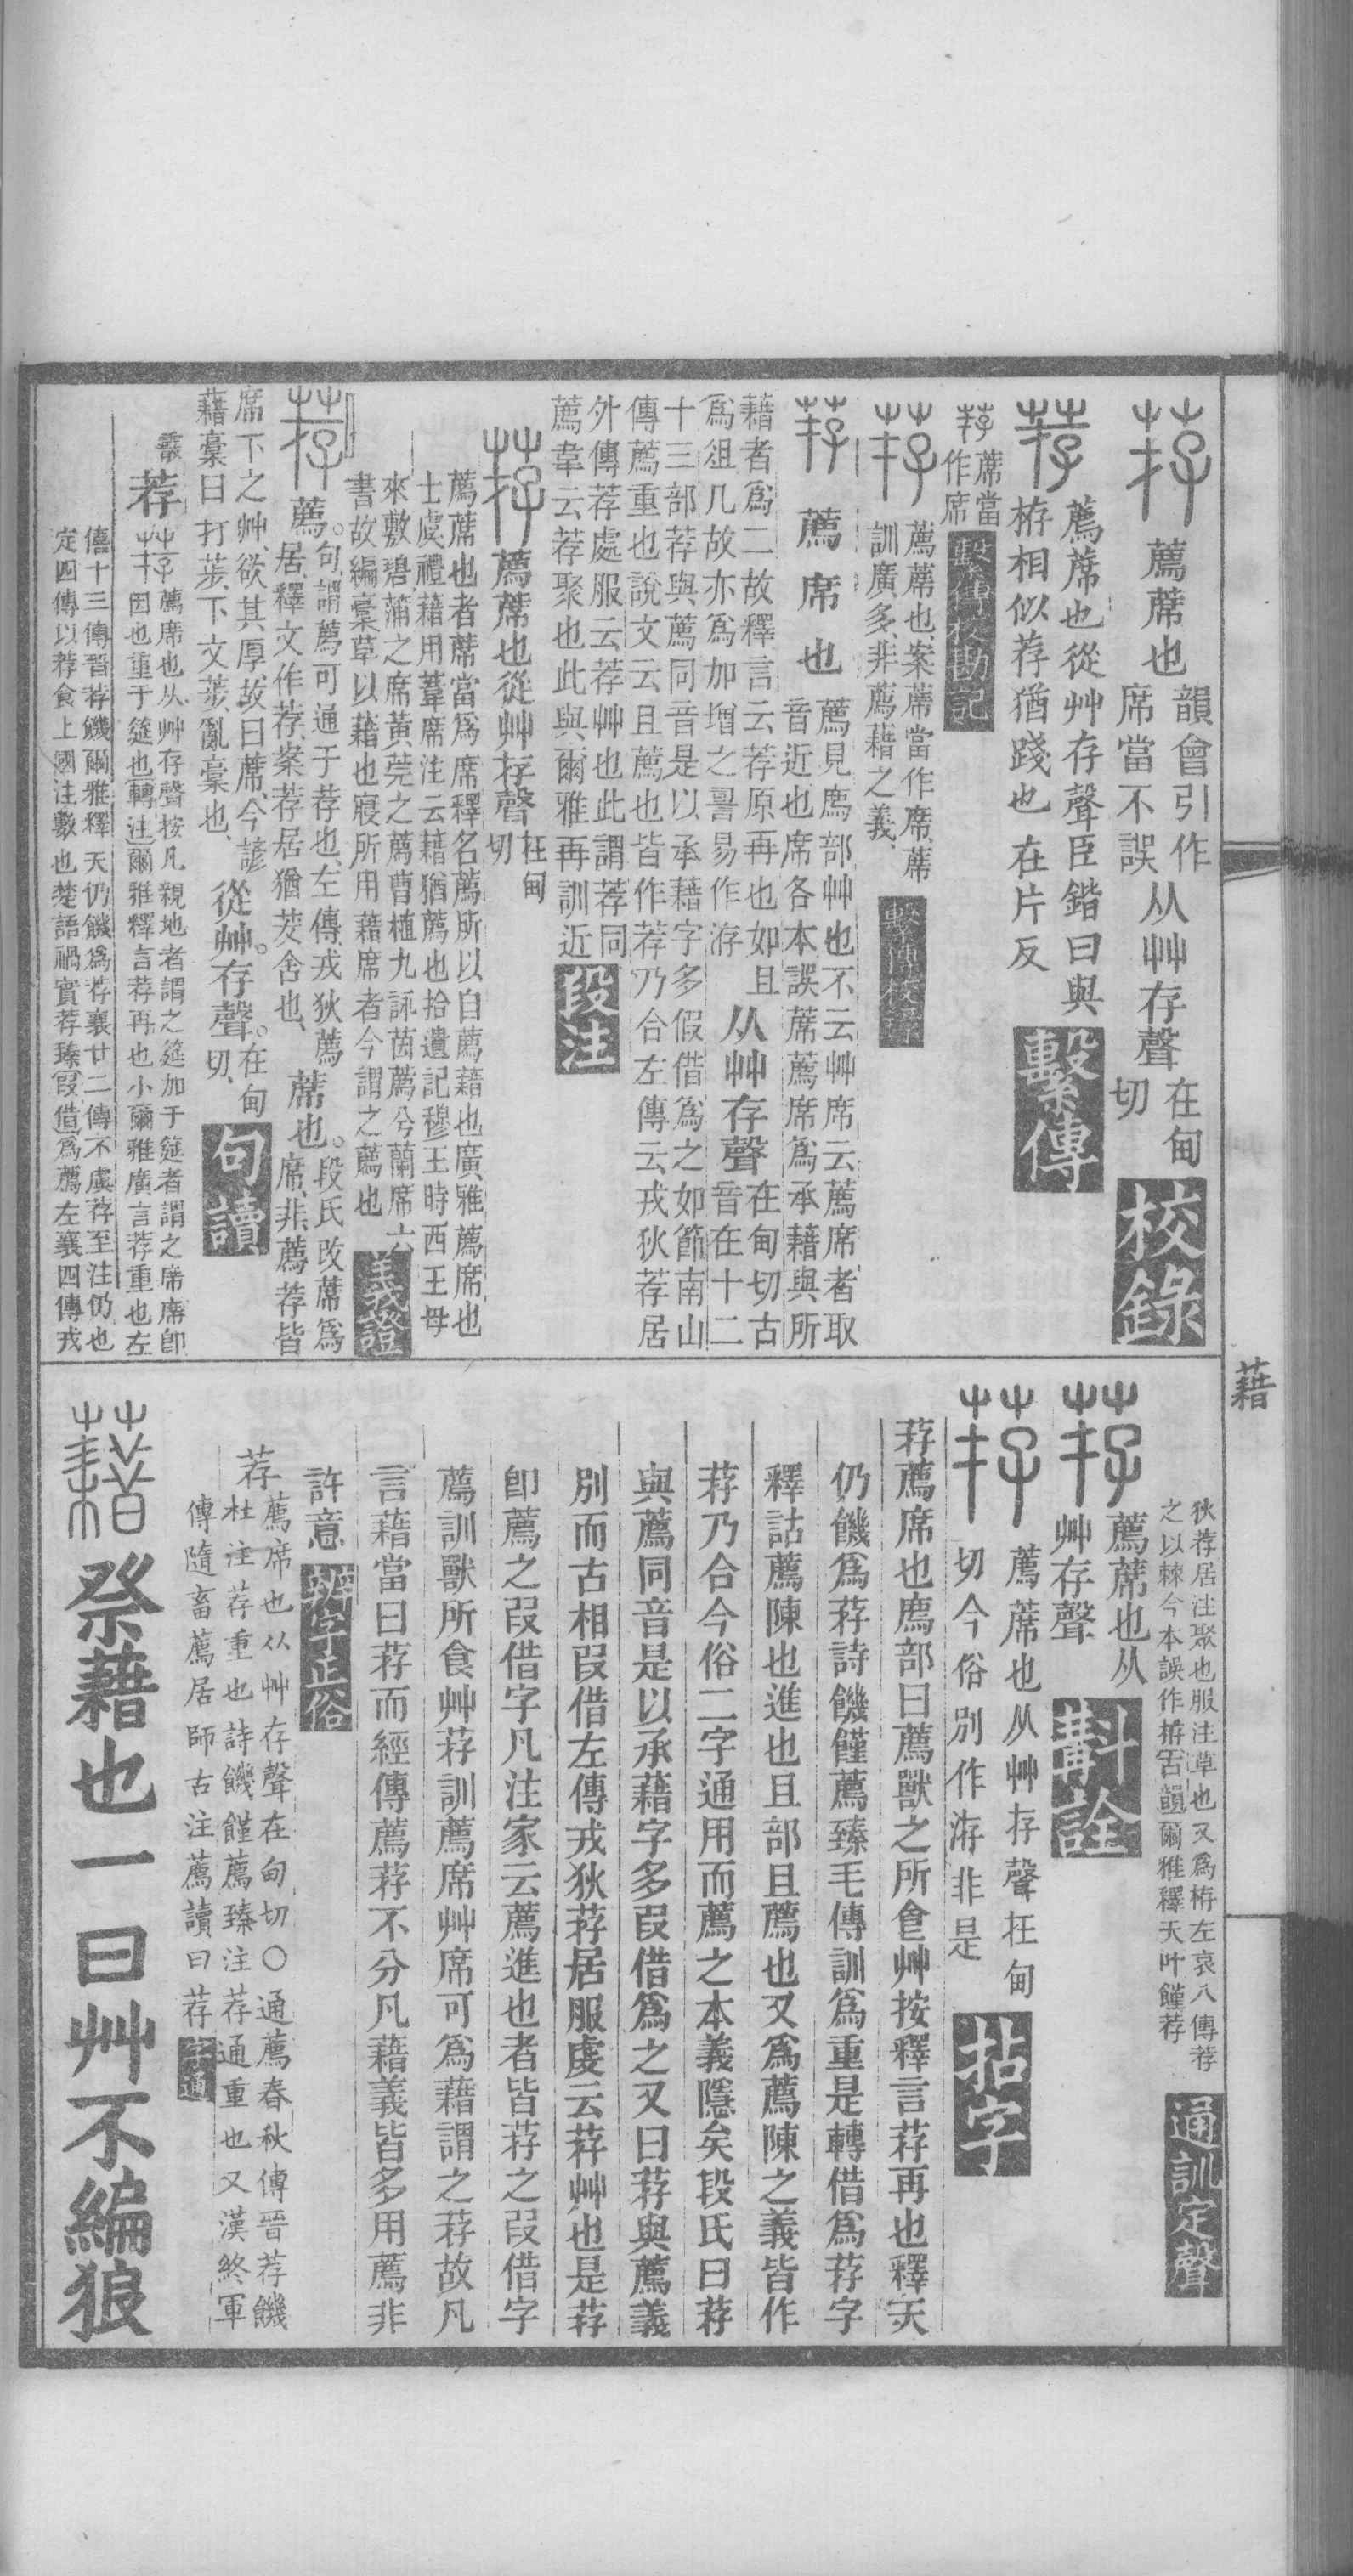 薦蓆也
韻會引作
席當不誤
从艸存聲
在甸
切
校錄
薦席也從艸存聲臣鍇曰與
栫相似荐猶踐也 在片反
繫傳
蓆當
作席
繫傳校勘記
薦蓆也案蓆當作席蓆
訓廣多非薦藉之義
薦席也
薦見廌部艸也不云艸席云薦席者取
音近也席各本誤蓆薦席爲承藉與所
藉者爲二故釋言云荐原再也如且
爲俎几故亦爲加增之䛐易作洊
从艸存聲
在甸切古
音在十二
十三部荐與薦同音是以承藉字多假借爲之如節南山
傳薦重也說文云且薦也皆作荐乃合左傳云戎狄荐居
外傳荐處服云荐艸也此謂荐同
薦韋云荐聚也此與爾雅再訓近
段注
薦蓆也從艸存聲
在甸
切
薦蓆也者蓆當爲席釋名薦所以自薦藉也廣雅薦席也
士虞禮藉用葦席注云藉猶薦也拾遺記穆王時西王母
來敷碧蒲之席黃莞之薦曹植九詠茵薦兮蘭席六
書故編稾草以藉也寢所用藉席者今謂之薦也
義證
薦
句謂薦可通于荐也左傳戎狄薦
居釋文作荐案荐居猶茇舍也
蓆也
段氏改蓆爲
席非薦荐皆
席下之艸欲其厚故曰蓆今諺
藉稾曰打荐下文荐亂稾也
從艸存聲
在甸
切
句讀
荐
薦席也从艸存聲按凡親地者謂之筵加于筵者謂之席席卽
因也重于筵也轉注爾雅釋言荐再也小爾雅廣言荐重也左
僖十三傳晉荐饑爾雅釋天仍饑爲荐襄廿二傳不虞荐至注仍也
定四傳以荐食上國注數也楚語禍實荐臻假借爲薦左襄四傳戎
藉
狄荐居注聚也服注草也又爲栫左哀八傳荐
之以棘今本誤作栫古韻爾雅釋天叶饉荐
通訓定聲
薦蓆也从
艸存聲
斠詮
薦蓆也从艸存聲在甸
切今俗別作洊非是
拈字
荐薦席也廌部曰薦獸之所食艸按釋言荐再也釋天
仍饑爲荐詩饑饉薦臻毛傳訓爲重是轉借爲荐字
釋詁薦陳也進也且部且薦也又爲薦陳之義皆作
荐乃合今俗二字通用而薦之本義隱矣段氏曰荐
與薦同音是以承藉字多叚借爲之又曰荐與薦義
別而古相叚借左傳戎狄荐居服虔云荐艸也是荐
卽薦之叚借字凡注家云薦進也者皆荐之叚借字
薦訓獸所食艸荐訓薦席艸席可爲藉謂之荐故凡
言藉當曰荐而經傳薦荐不分凡藉義皆多用薦非
許意
辨字正俗
荐
薦席也从艸存聲在甸切○通薦春秋傳晉荐饑
杜注荐重也詩饑饉薦臻注荐通重也又漢終軍
傳隨畜薦居師古注薦讀曰荐
字通
祭藉也一曰艸不編狼